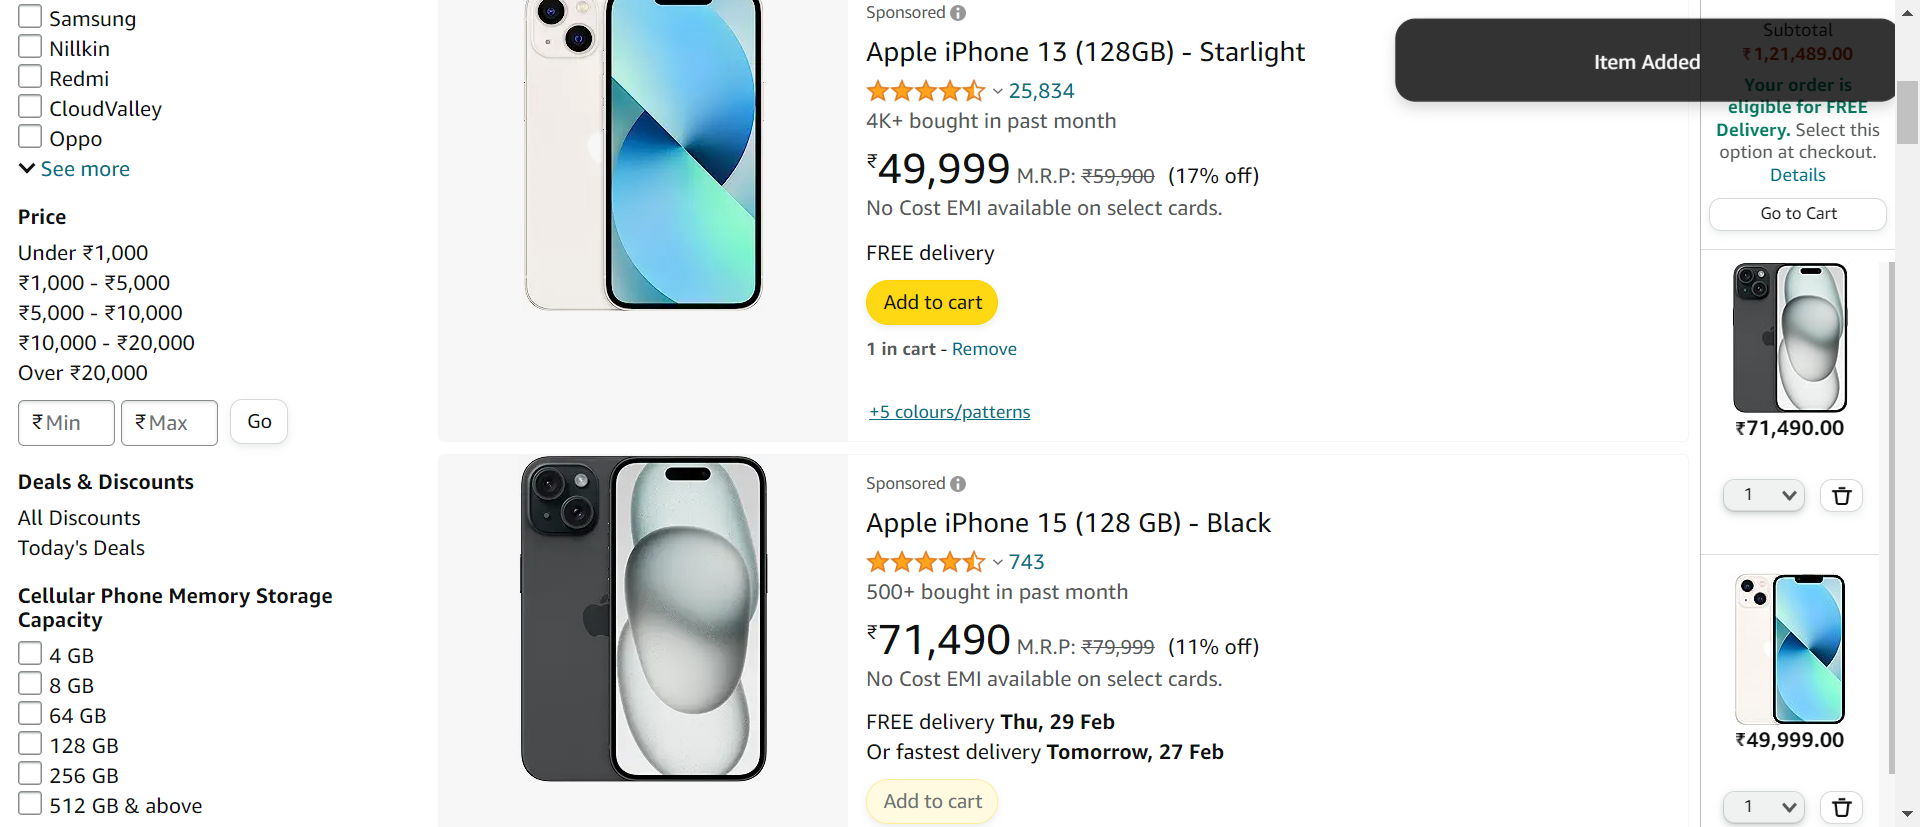 Samsung
Nillkin
Redmi
CloudValley
Oppo
See more
Price
Under ₹1,000
₹1,000 - ₹5,000
₹5,000 - ₹10,000
₹10,000 - ₹20,000
Over ₹20,000
₹ Min ₹ Max Go
Deals & Discounts
All Discounts
Today's Deals
Cellular Phone Memory Storage
Capacity
4 GB
8 GB
64 GB
128 GB
256 GB
512 GB & above
Sponsored
Apple iPhone 13 (128GB) - Starlight
25,834
4K+ bought in past month
₹49,999 M.R.P: ₹59,900 (17% off)
No Cost EMI available on select cards.
FREE delivery
Add to cart
1 in cart - Remove
+5 colours/patterns
Sponsored
Apple iPhone 15 (128 GB) - Black
743
500+ bought in past month
₹71,490 M.R.P: ₹79,999 (11% off)
No Cost EMI available on select cards.
FREE delivery Thu, 29 Feb
Or fastest delivery Tomorrow, 27 Feb
Add to cart
Item Added
Subtotal
₹1,21,489.00
Your order is
eligible for FREE
Delivery. Select this
option at checkout.
Details
Go to Cart
₹71,490.00
1
₹49,999.00
1